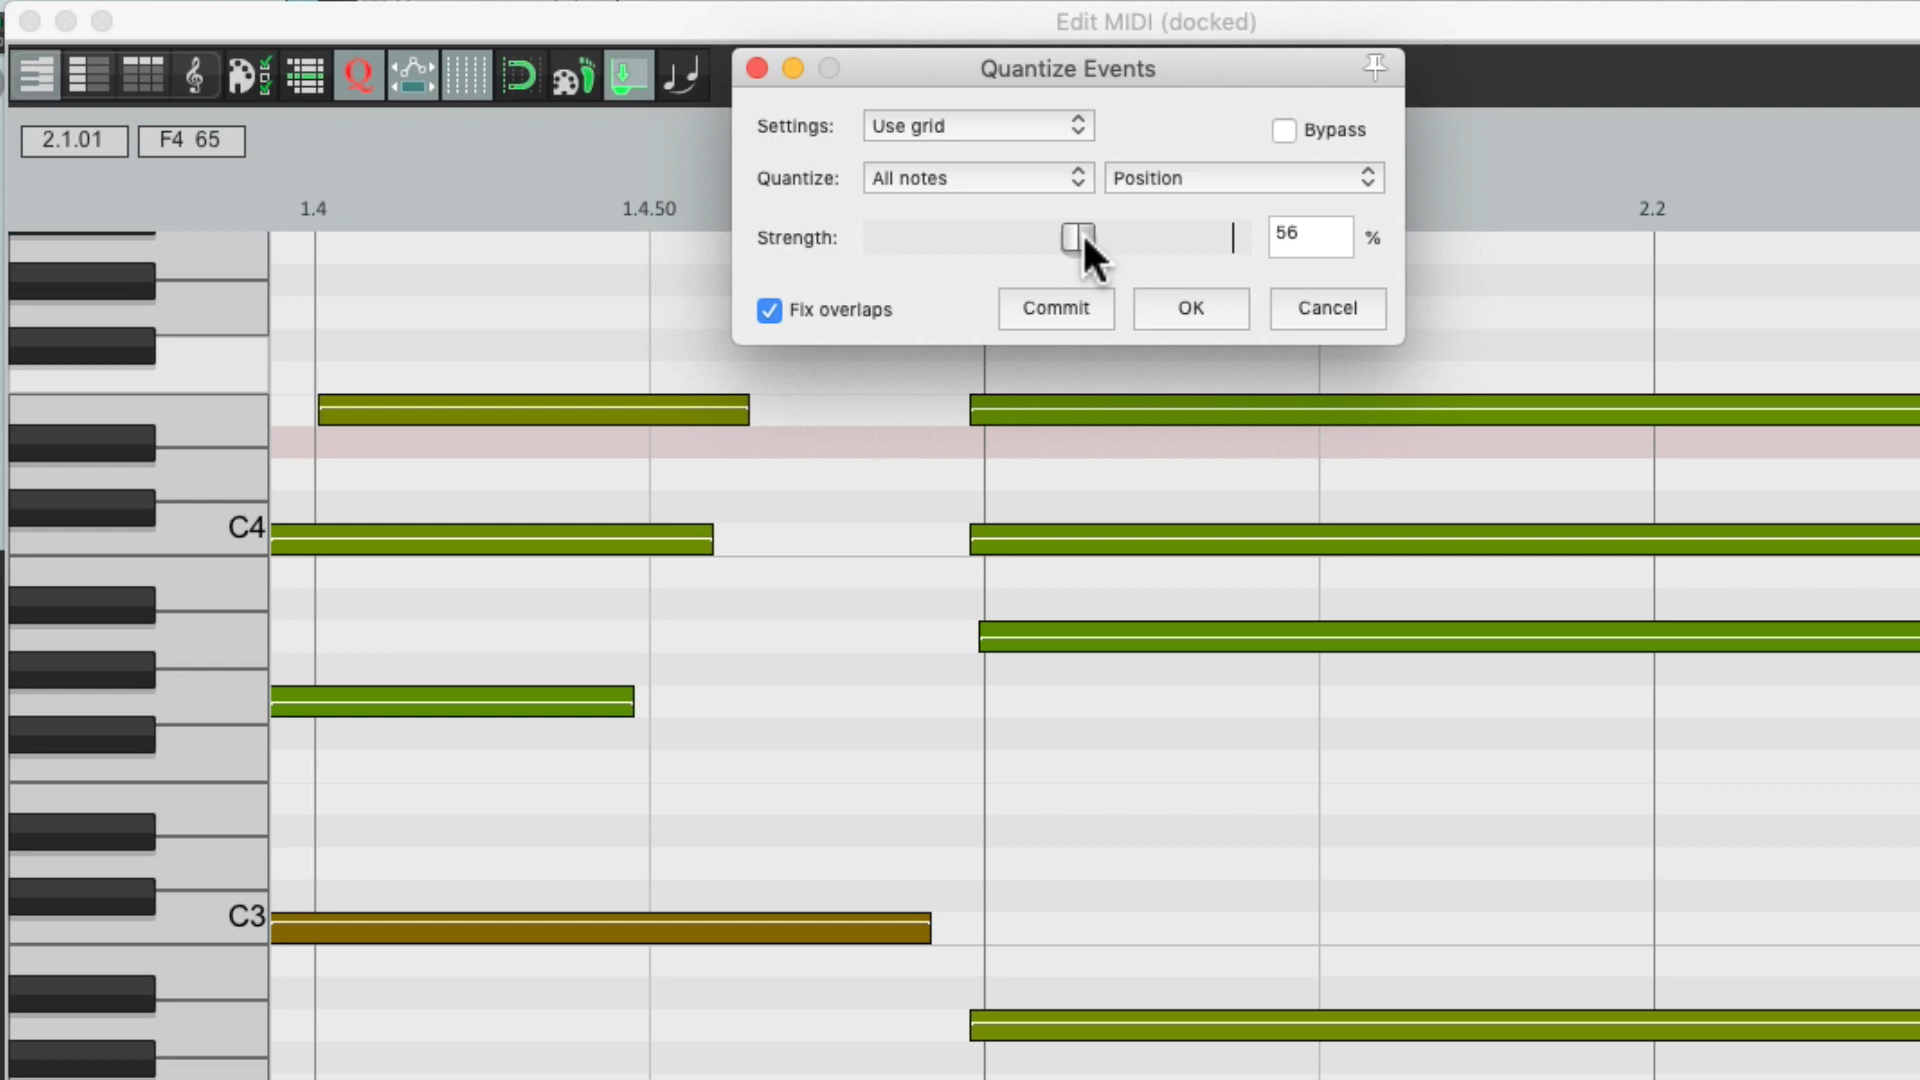 Edit MIDI (docked)
Q
Quantize Events
Settings: Use grid
Bypass
Quantize: All notes Position
Strength: 56 %
Fix overlaps Commit OK Cancel
2.1.01 F4 65
1.4 1.4.50 2.2
C4
C3